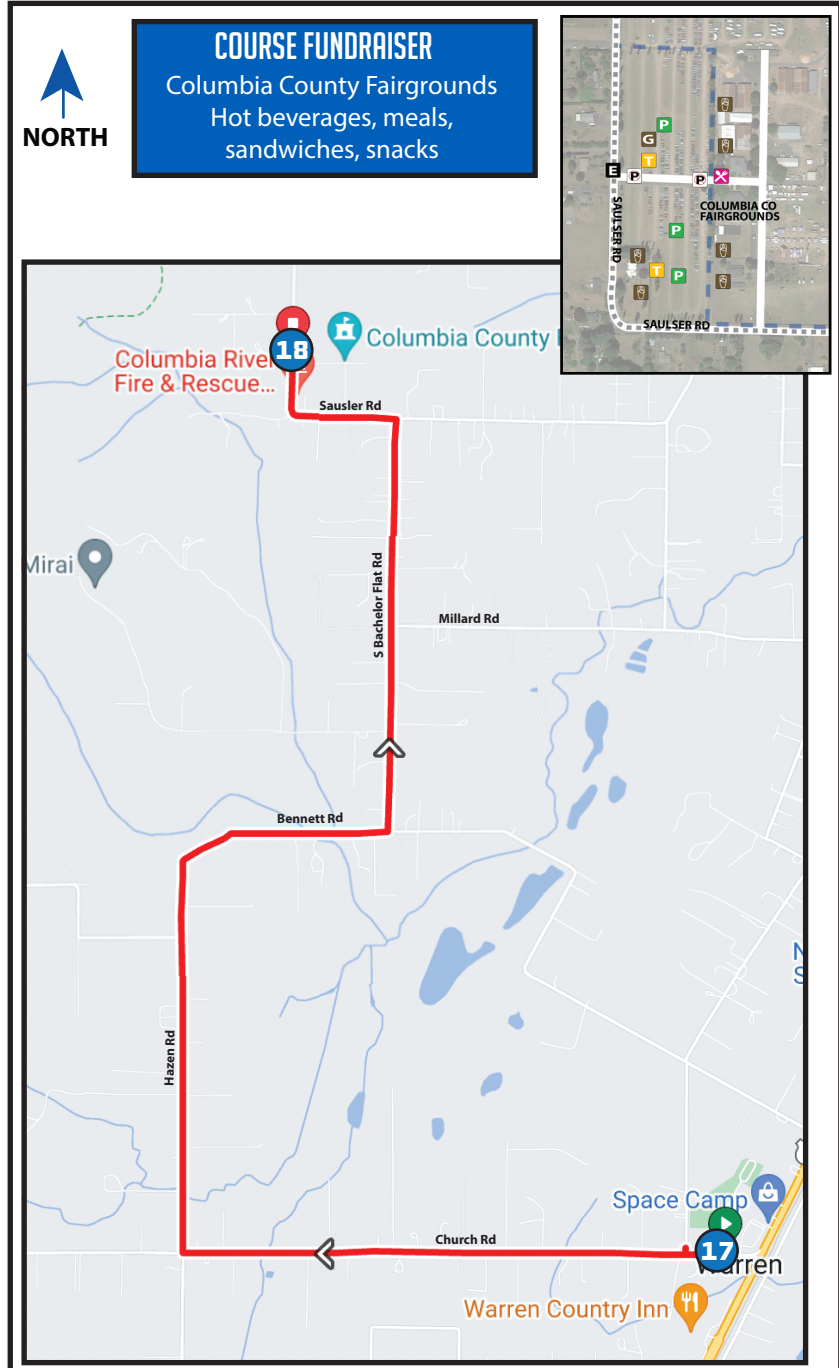 NORTH
COURSE FUNDRAISER
Columbia County Fairgrounds
Hot beverages, meals,
sandwiches, snacks
P
G
T
E
P
P
COLUMBIA CO
FAIRGROUNDS
SAULSER RD
P
T
P
SAULSER RD
18
Columbia County
Columbia River
Fire & Rescue...
Sausler Rd
Mirai
S Bachelor Flat Rd
Millard Rd
Bennett Rd
N
S
Hazen Rd
Space Camp
Church Rd
17
Warren
Warren Country Inn